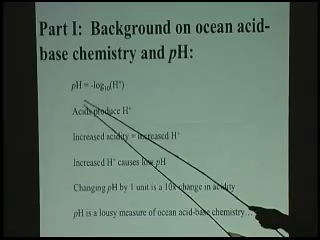 Part I: Background on ocean acid-
base chemistry and pH:
pH = -log₁₀(H⁺)
Acids produce H⁺
Increased acidity = increased H⁺
Increased H⁺ causes low pH
Changing pH by 1 unit is a 10x change in acidity
pH is a lousy measure of ocean acid-base chemistry…